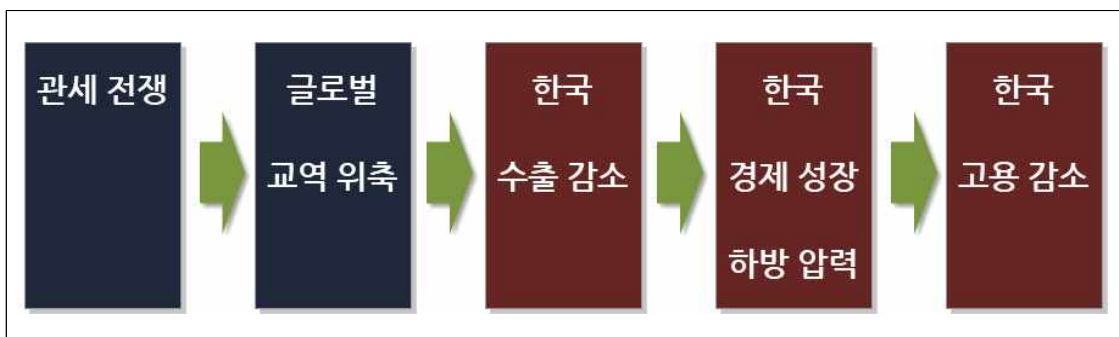 관세 전쟁
글로벌
교역 위축
한국
수출 감소
한국
경제 성장
하방 압력
한국
고용 감소